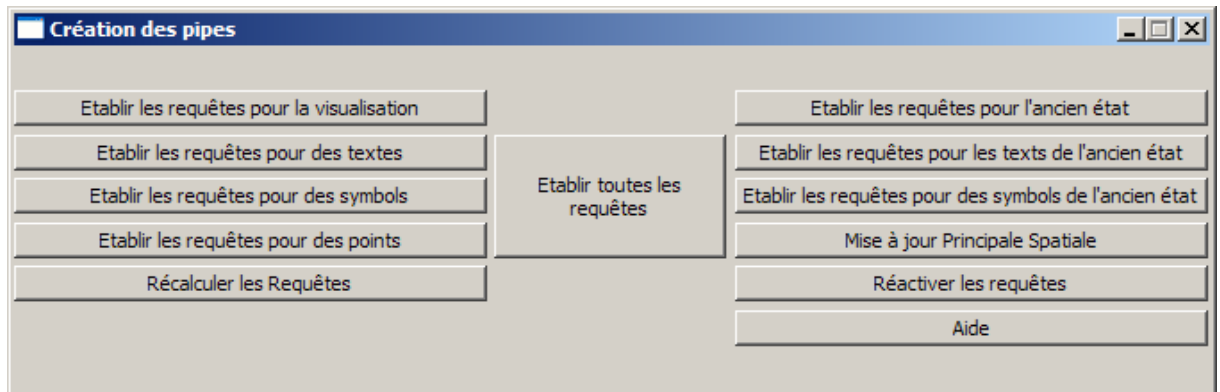 Création des pipes
Etablir les requêtes pour la visualisation
Etablir les requêtes pour des textes
Etablir les requêtes pour des symbols
Etablir les requêtes pour des points
Récalculer les Requêtes
Etablir toutes les
requêtes
Etablir les requêtes pour l'ancien état
Etablir les requêtes pour les texts de l'ancien état
Etablir les requêtes pour des symbols de l'ancien état
Mise à jour Principale Spatiale
Réactiver les requêtes
Aide